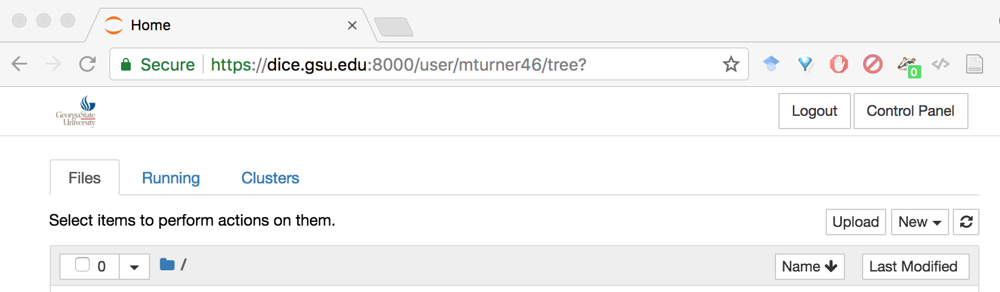 Home
Secure https://dice.gsu.edu:8000/user/mturner46/tree?
0
GeorgiaState
University
Logout Control Panel
Files Running Clusters
Select items to perform actions on them.
Upload New
0 /
Name Last Modified